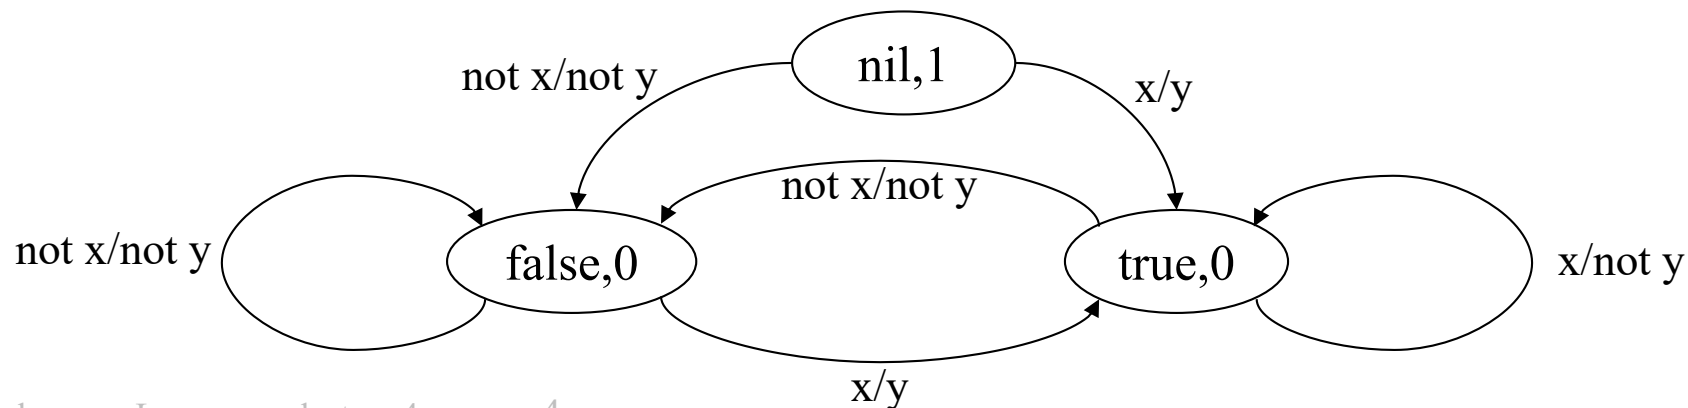 nil,1
not x/not y
x/y
not x/not y
not x/not y
false,0
true,0
x/not y
x/y